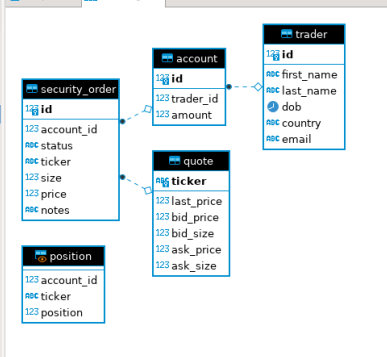 trader
123 id
ABC first_name
ABC last_name
dob
ABC country
ABC email
account
123 id
123 trader_id
123 amount
security_order
123 id
123 account_id
ABC status
ABC ticker
123 size
123 price
ABC notes
quote
ABC ticker
123 last_price
123 bid_price
123 bid_size
123 ask_price
123 ask_size
position
123 account_id
ABC ticker
123 position